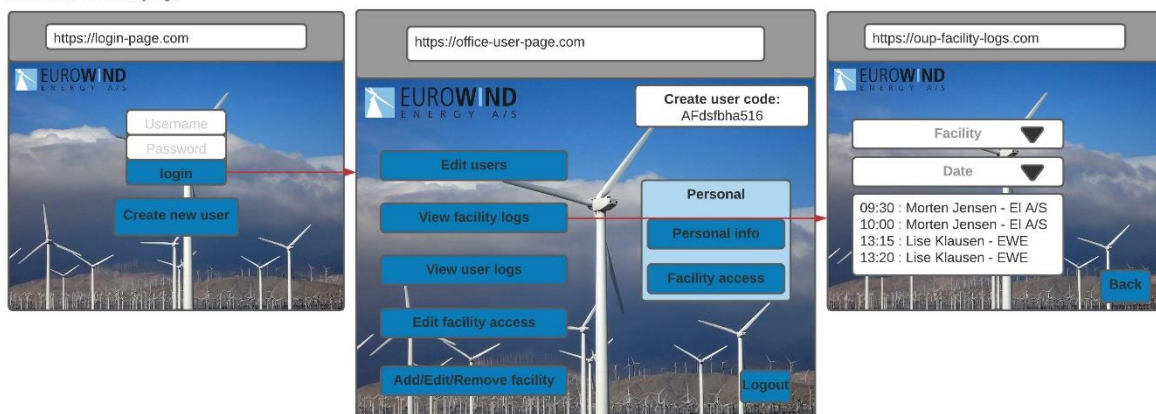 https://login-page.com
EUROWIND
ENERGY A/S
Username
Password
login
Create new user
https://office-user-page.com
EUROWIND
ENERGY A/S
Create user code:
AFdsfbha516
Edit users
View facility logs
View user logs
Edit facility access
Add/Edit/Remove facility
Personal
Personal info
Facility access
Logout
https://oup-facility-logs.com
EUROWIND
ENERGY A/S
Facility
Date
09:30 : Morten Jensen - EI A/S
10:00 : Morten Jensen - EI A/S
13:15 : Lise Klausen - EWE
13:20 : Lise Klausen - EWE
Back